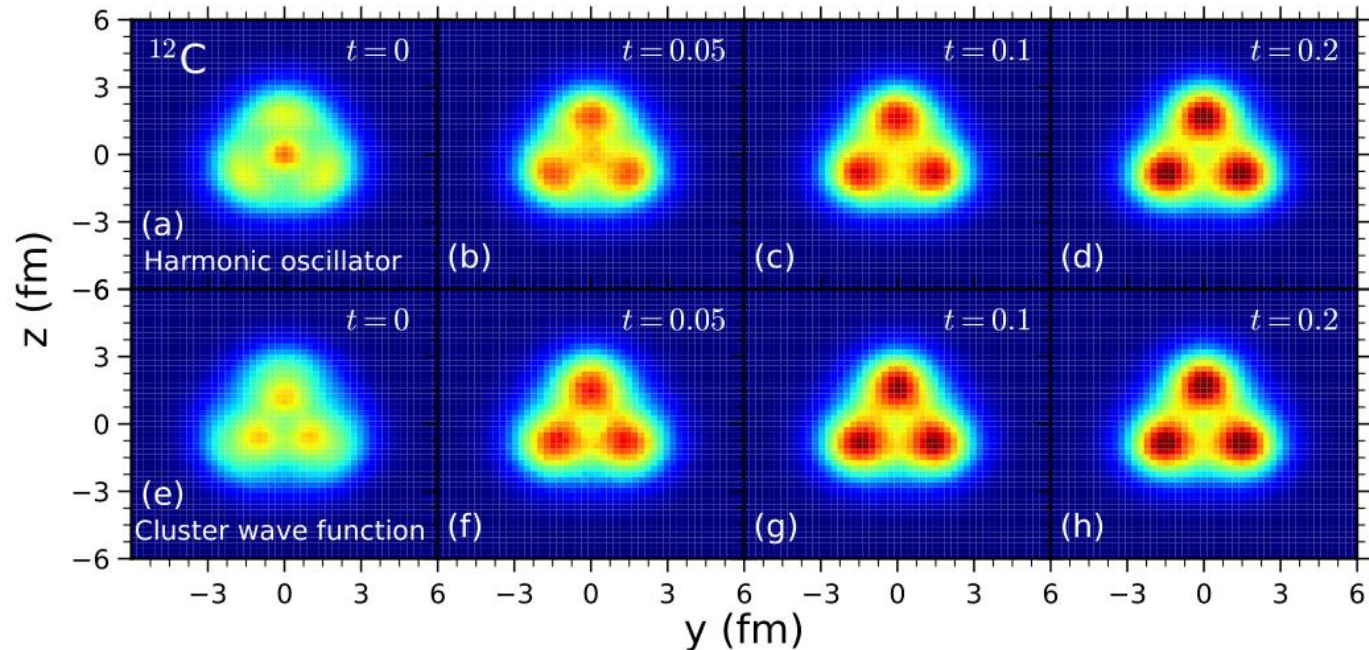 6
¹²C
t = 0
t = 0.05
t = 0.1
t = 0.2
3
0
−3
(a)
Harmonic oscillator
(b)
(c)
(d)
z (fm)
−6
t = 0
t = 0.05
t = 0.1
t = 0.2
3
0
−3
(e)
Cluster wave function
(f)
(g)
(h)
−6
−3 0 3 6 −3 0 3 6 −3 0 3 6 −3 0 3 6
y (fm)